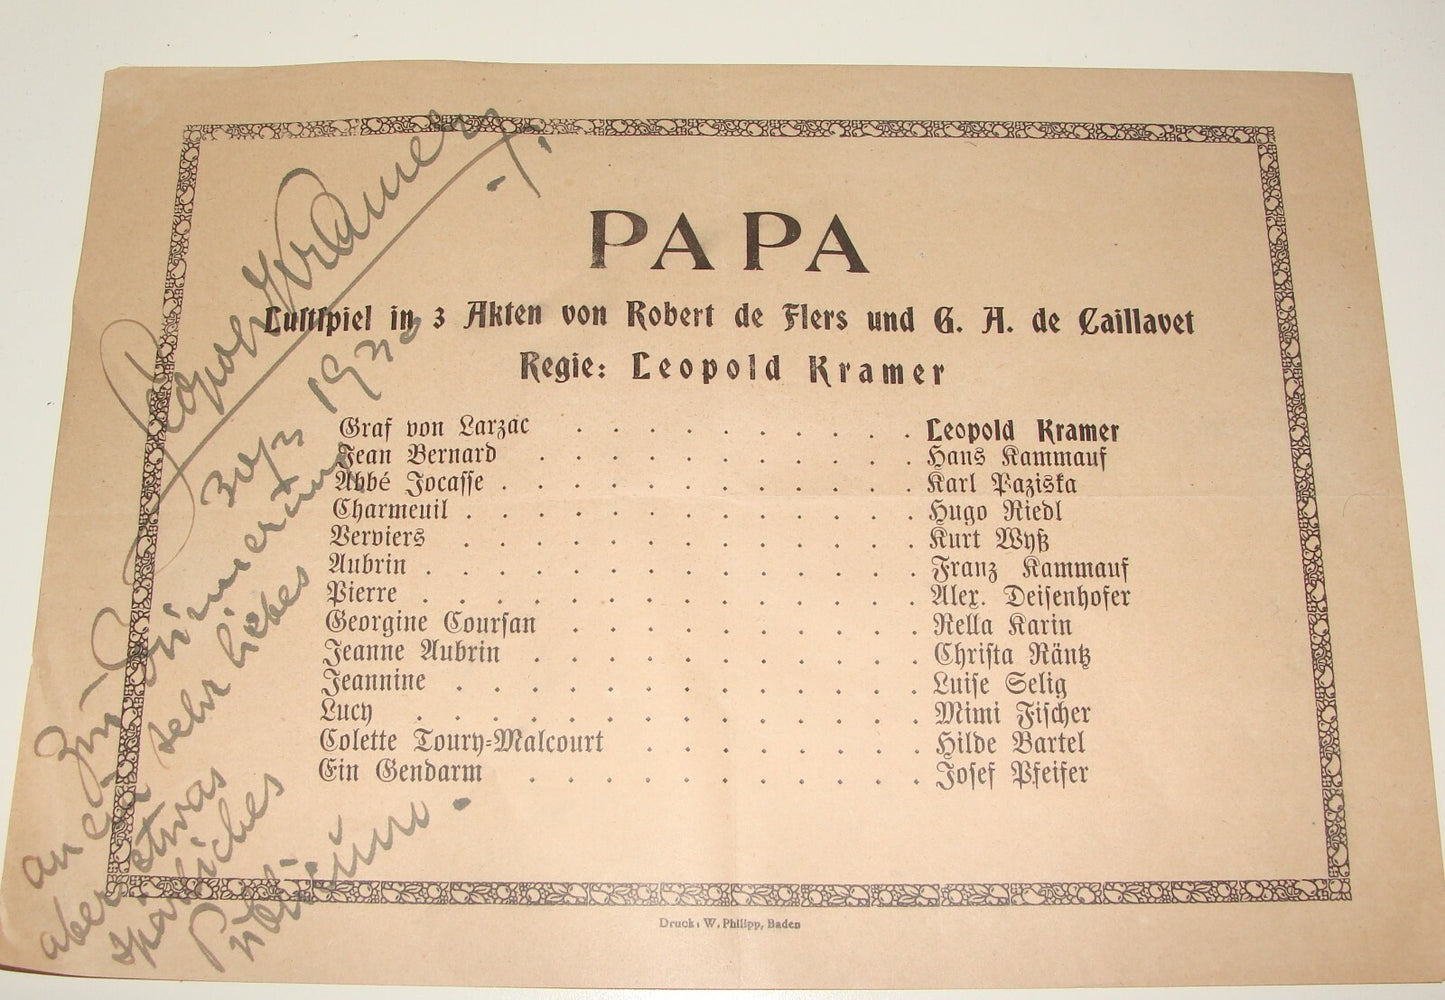 PAPA
Lustspiel in 3 Akten von Robert de Flers und G. A. de Caillavet
Regie: Leopold Kramer
Graf von Larzac . . . . . . . . . . Leopold Kramer
Jean Bernard . . . . . . . . . . . Hans Kammauf
Abbé Jocasse . . . . . . . . . . . . Karl Paziska
Charmeuil . . . . . . . . . . . . . Hugo Riedl
Verviers . . . . . . . . . . . . . Kurt Wyß
Aubrin . . . . . . . . . . . . . . Franz Kammauf
Pierre . . . . . . . . . . . . . . Alex. Deisenhofer
Georgine Coursan . . . . . . . . . . Nella Karin
Jeanne Aubrin . . . . . . . . . . . Christa Räntz
Jeannine . . . . . . . . . . . . . Luise Selig
Lucy . . . . . . . . . . . . . . Mimi Fischer
Colette Toury-Malcourt . . . . . . . . Hilde Bartel
Ein Gendarm . . . . . . . . . . . Josef Pfeifer
Druck: W. Philipp, Baden
Leopold Kramer
Zur Erinnerung
an ein sehr liebes
aber etwas
spärliches
Publikum.